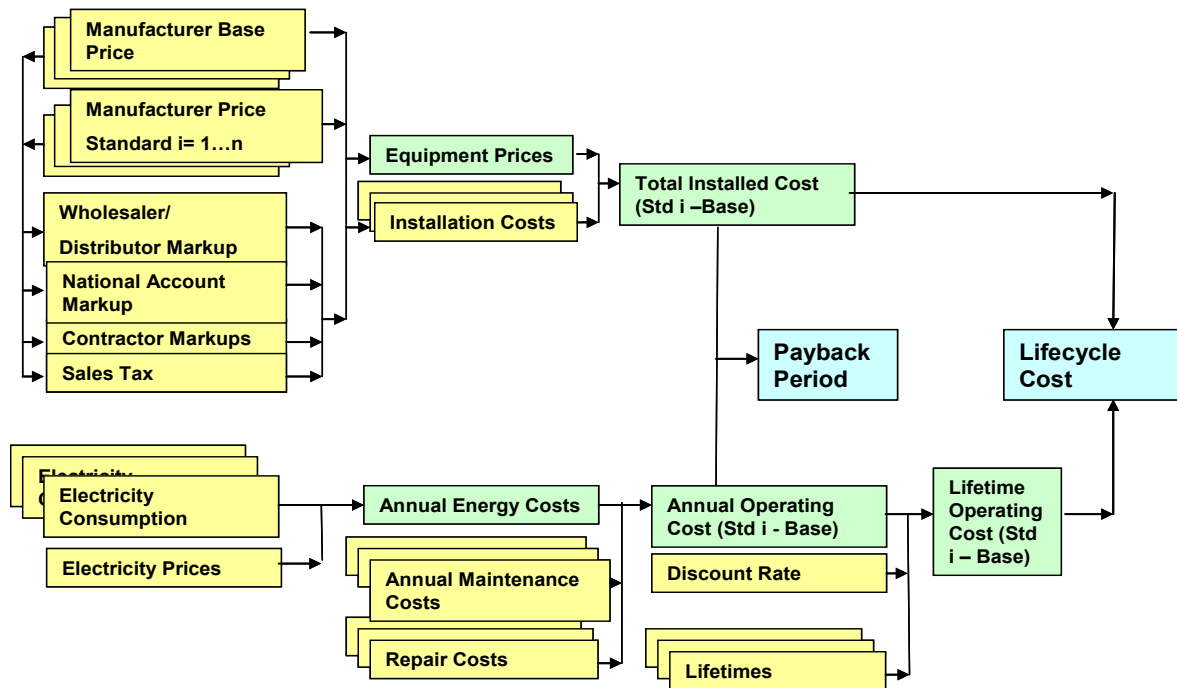 Manufacturer Base
Price
Manufacturer Price
Standard i= 1…n
Wholesaler/
Distributor Markup
National Account
Markup
Contractor Markups
Sales Tax
Equipment Prices
Installation Costs
Total Installed Cost
(Std i –Base)
Payback
Period
Lifecycle
Cost
Electricity
Electricity
Consumption
Electricity Prices
Annual Energy Costs
Annual Maintenance
Costs
Repair Costs
Annual Operating
Cost (Std i - Base)
Discount Rate
Lifetimes
Lifetime
Operating
Cost (Std
i – Base)